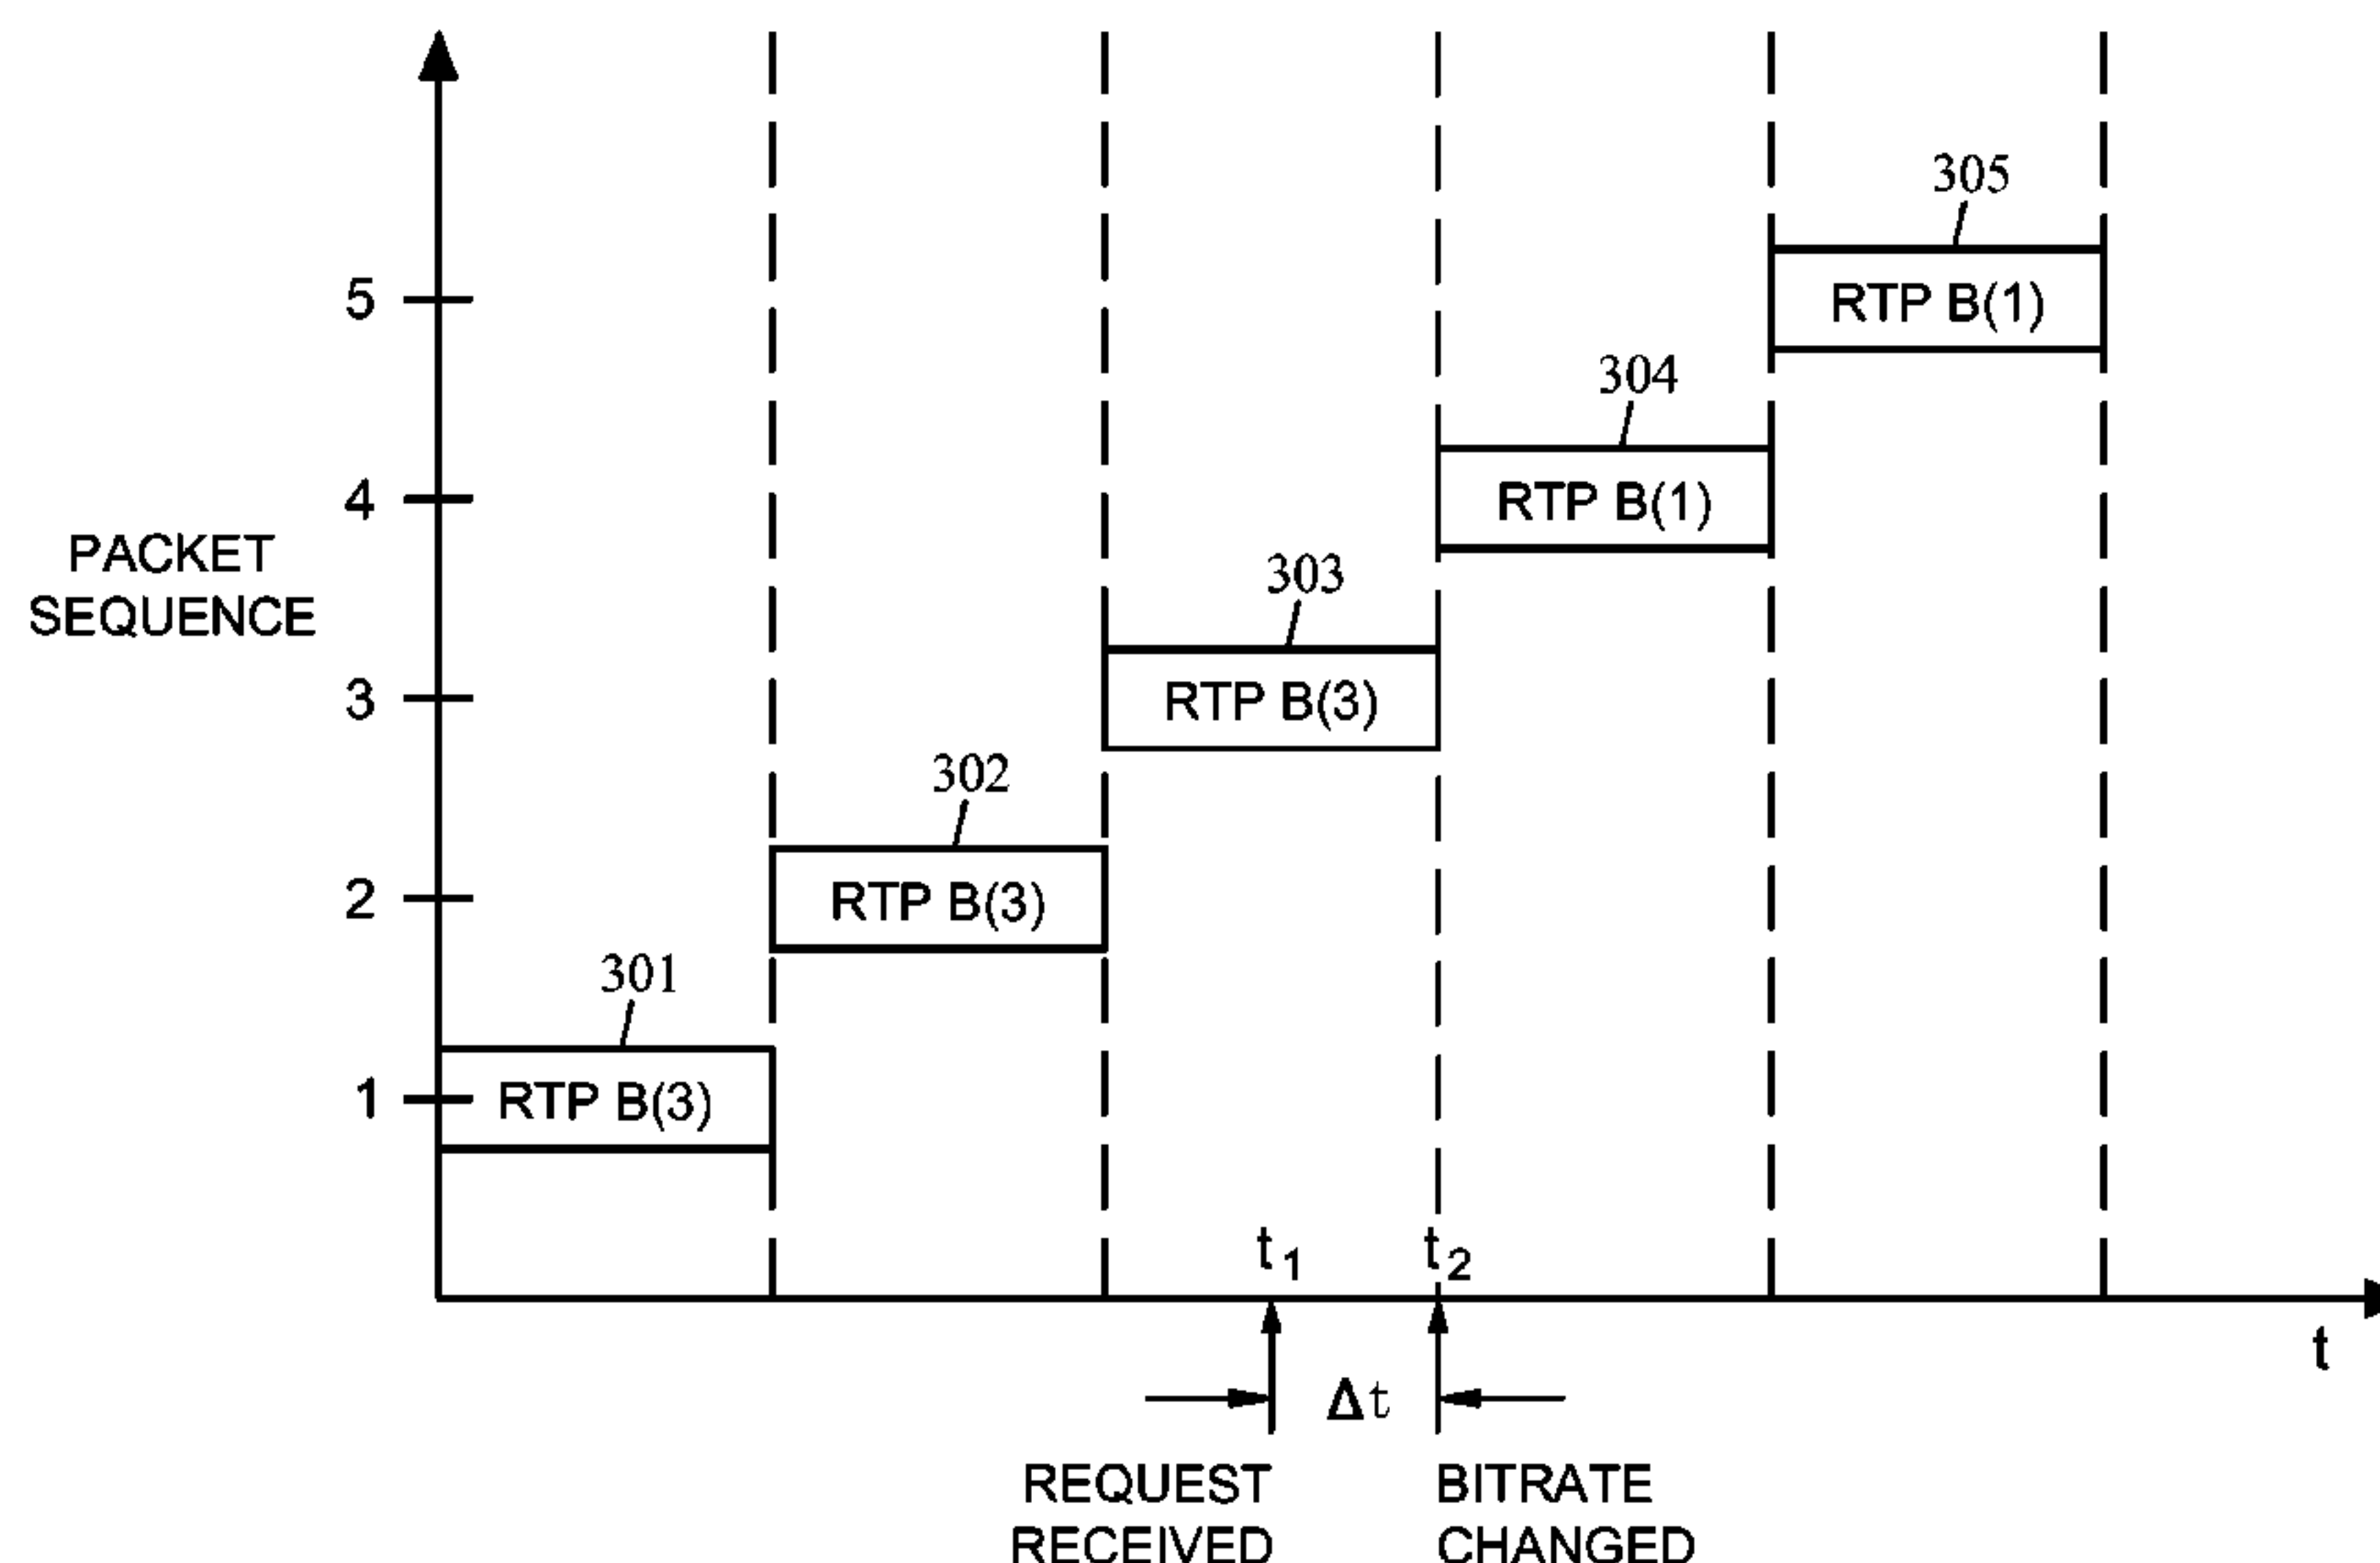 305
5
RTP B(1)
304
4
RTP B(1)
PACKET
SEQUENCE
303
3
RTP B(3)
302
2
RTP B(3)
301
1
RTP B(3)
t1
t2
t
Δt
REQUEST
RECEIVED
BITRATE
CHANGED